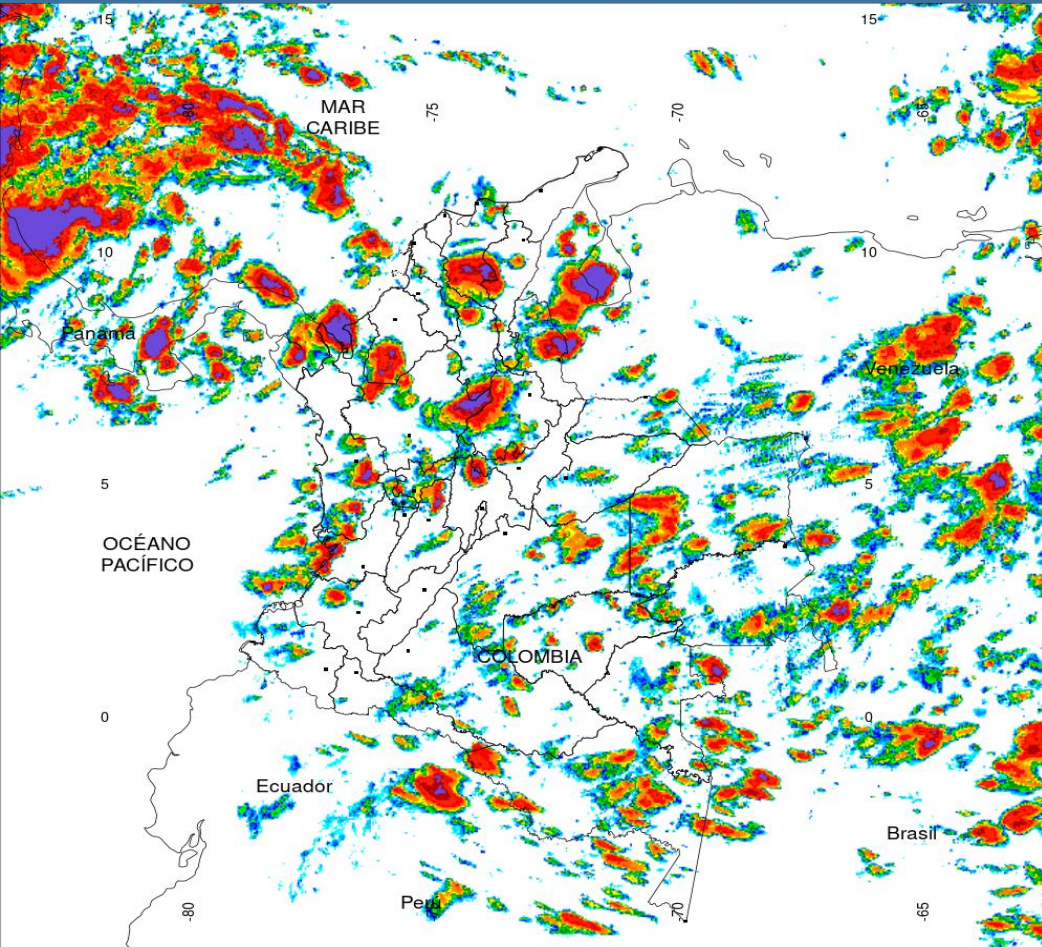 15
15
MAR
CARIBE
-80
-75
-70
-65
10
10
Panamá
Venezuela
5
5
OCÉANO
PACÍFICO
COLOMBIA
0
0
Ecuador
Brasil
Perú
-80
-70
-65